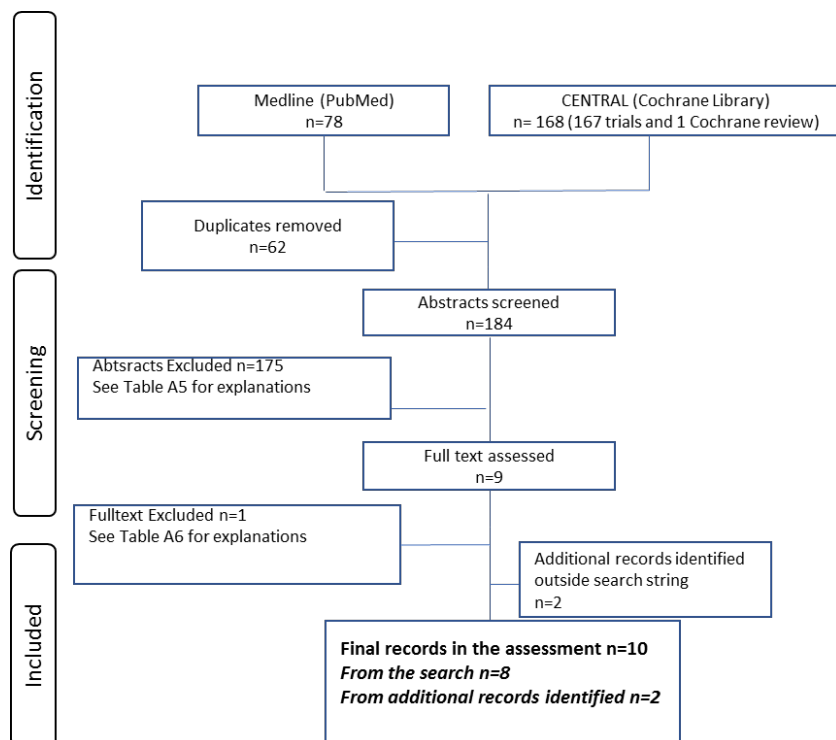 Identification
Medline (PubMed)
n=78
CENTRAL (Cochrane Library)
n= 168 (167 trials and 1 Cochrane review)
Duplicates removed
n=62
Screening
Abstracts screened
n=184
Abtsracts Excluded n=175
See Table A5 for explanations
Full text assessed
n=9
Fulltext Excluded n=1
See Table A6 for explanations
Included
Additional records identified
outside search string
n=2
Final records in the assessment n=10
From the search n=8
From additional records identified n=2